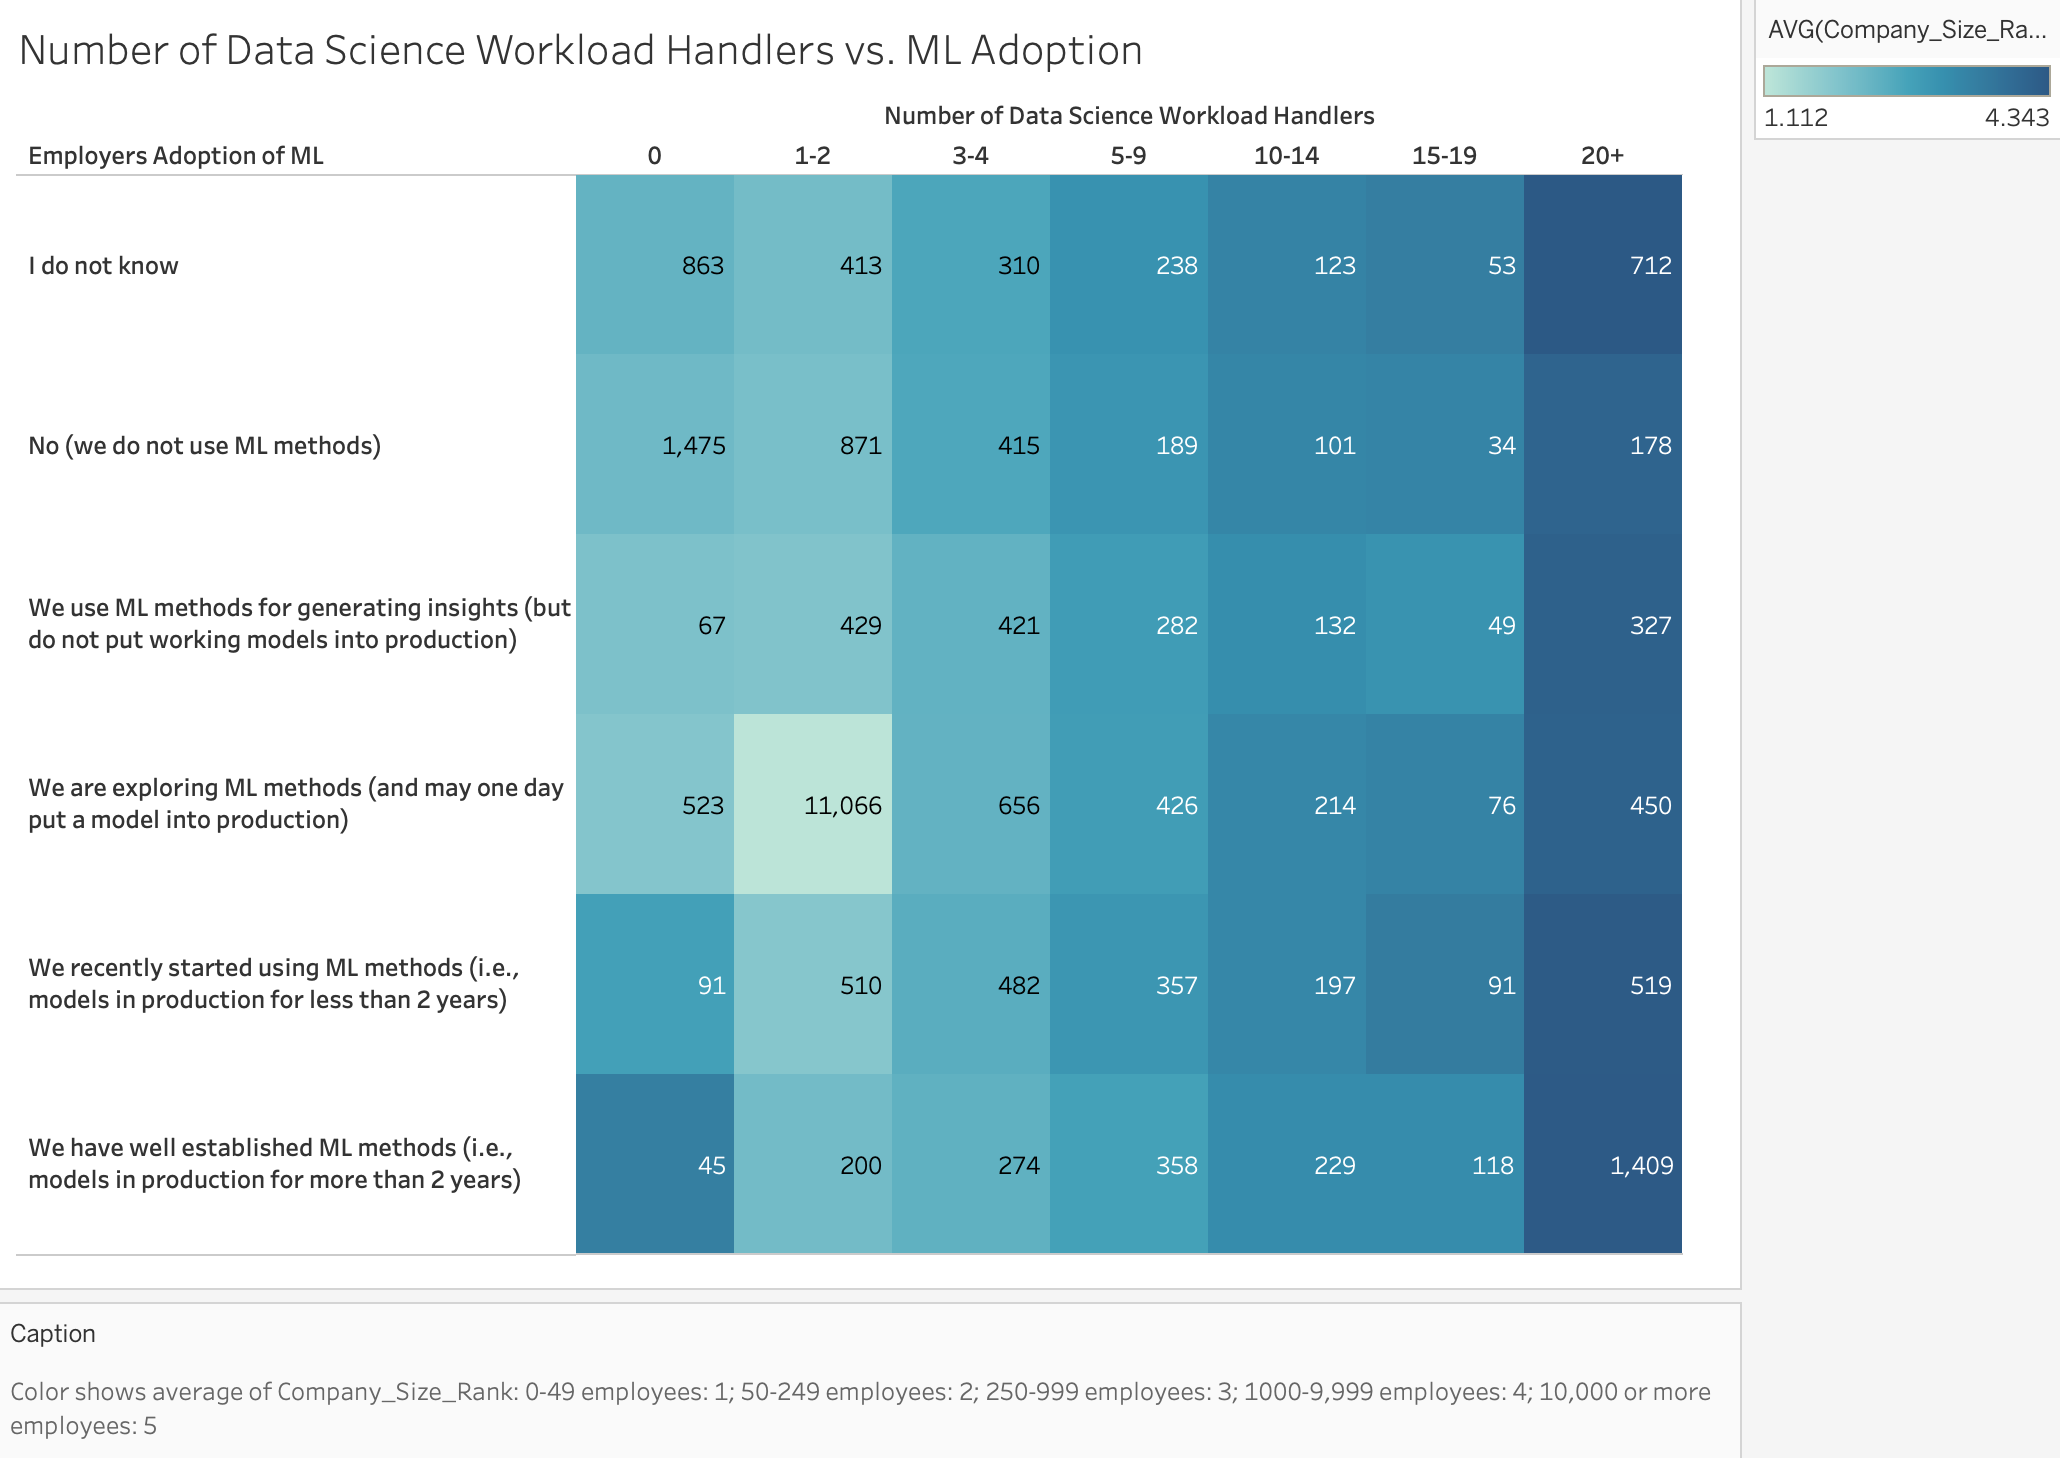 Number of Data Science Workload Handlers vs. ML Adoption
AVG(Company_Size_Ra...
1.112 4.343
Number of Data Science Workload Handlers
Employers Adoption of ML 0 1-2 3-4 5-9 10-14 15-19 20+
I do not know 863 413 310 238 123 53 712
No (we do not use ML methods) 1,475 871 415 189 101 34 178
We use ML methods for generating insights (but
do not put working models into production) 67 429 421 282 132 49 327
We are exploring ML methods (and may one day
put a model into production) 523 11,066 656 426 214 76 450
We recently started using ML methods (i.e.,
models in production for less than 2 years) 91 510 482 357 197 91 519
We have well established ML methods (i.e.,
models in production for more than 2 years) 45 200 274 358 229 118 1,409
Caption
Color shows average of Company_Size_Rank: 0-49 employees: 1; 50-249 employees: 2; 250-999 employees: 3; 1000-9,999 employees: 4; 10,000 or more
employees: 5